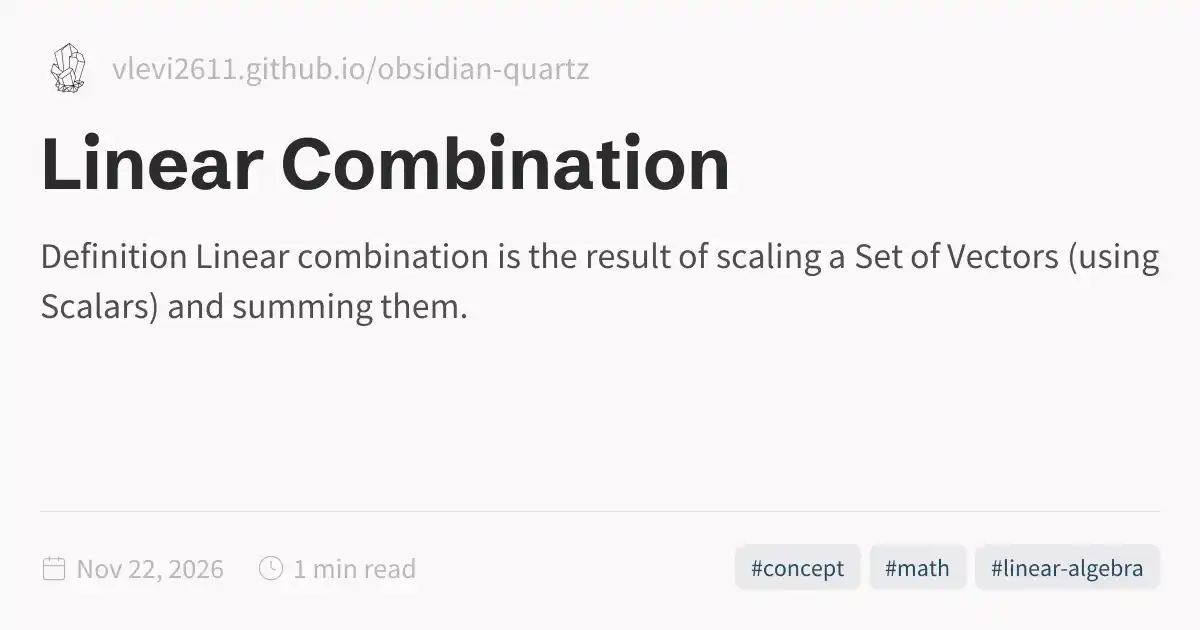 vlevi2611.github.io/obsidian-quartz
Linear Combination
Definition Linear combination is the result of scaling a Set of Vectors (using
Scalars) and summing them.
Nov 22, 2026 1 min read #concept #math #linear-algebra